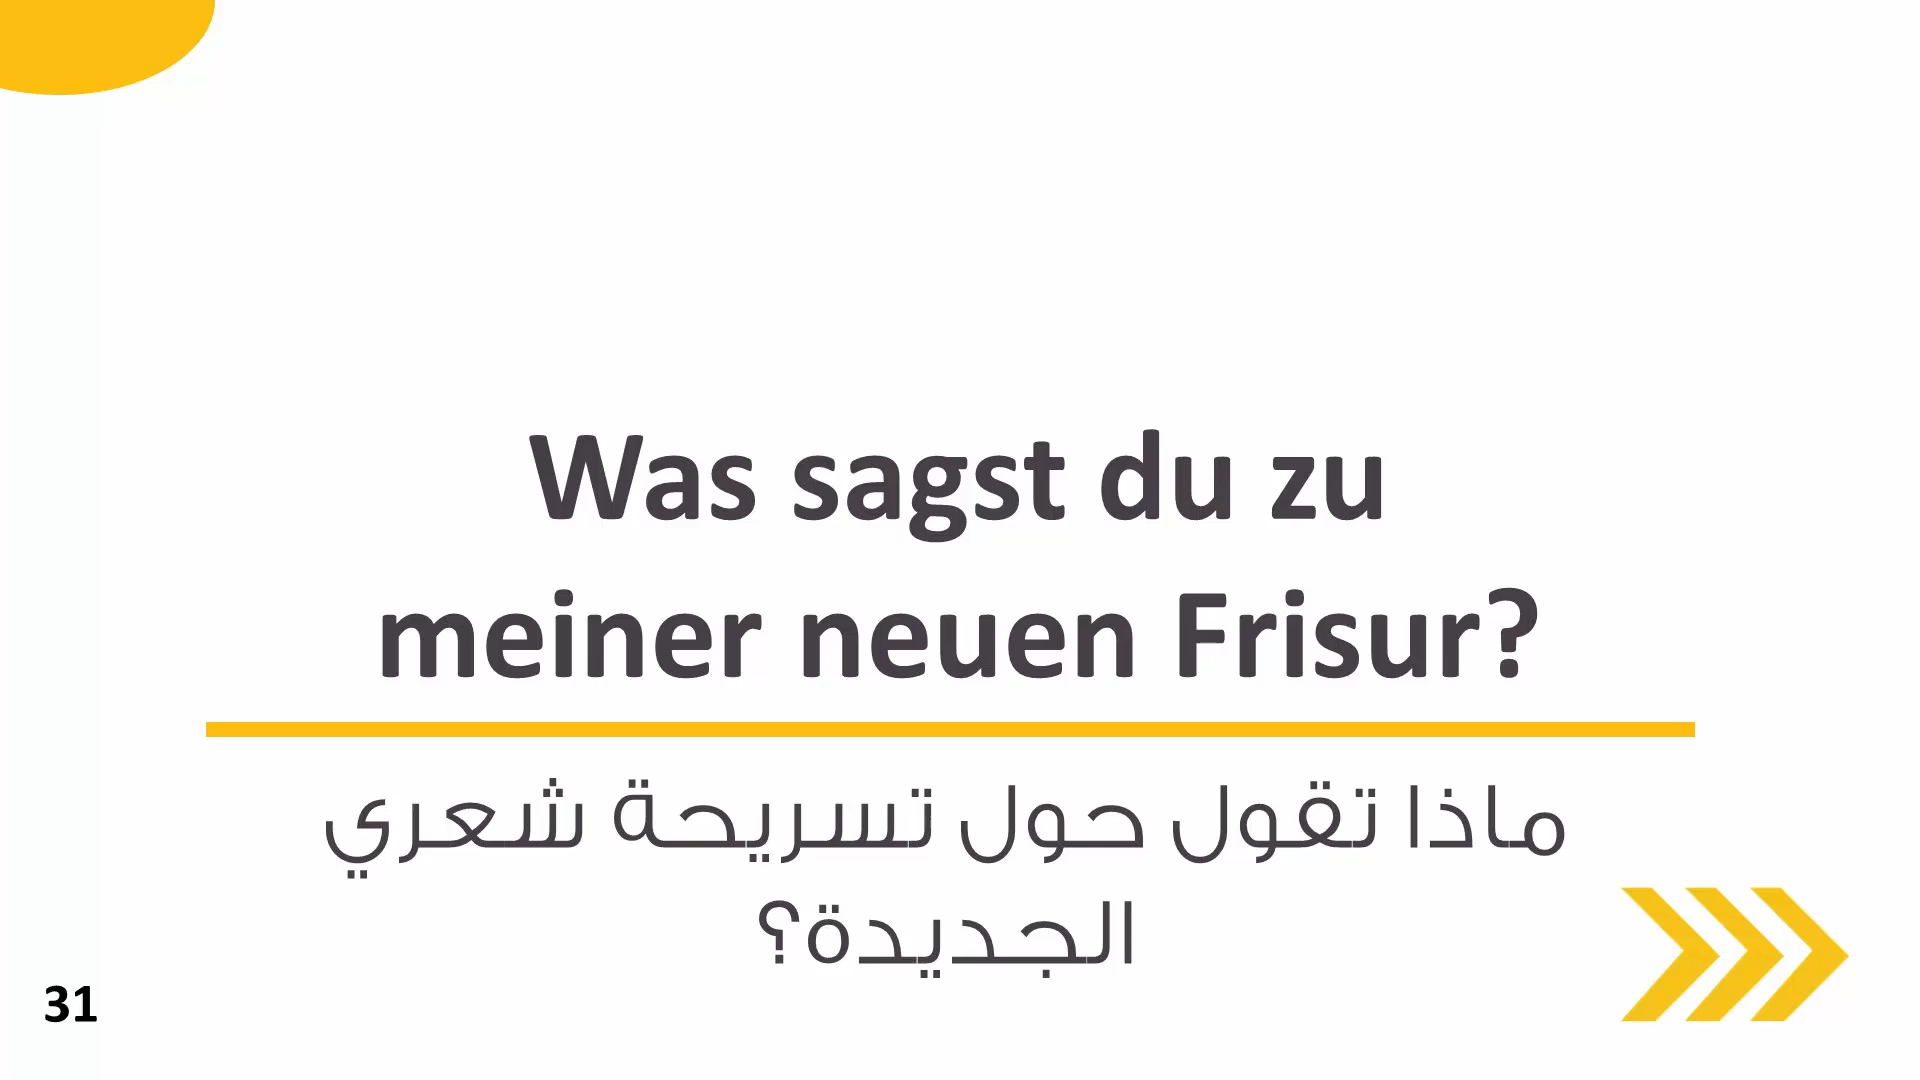 Was sagst du zu
meiner neuen Frisur?
ماذا تقول حول تسريحة شعري
الجديدة؟
31